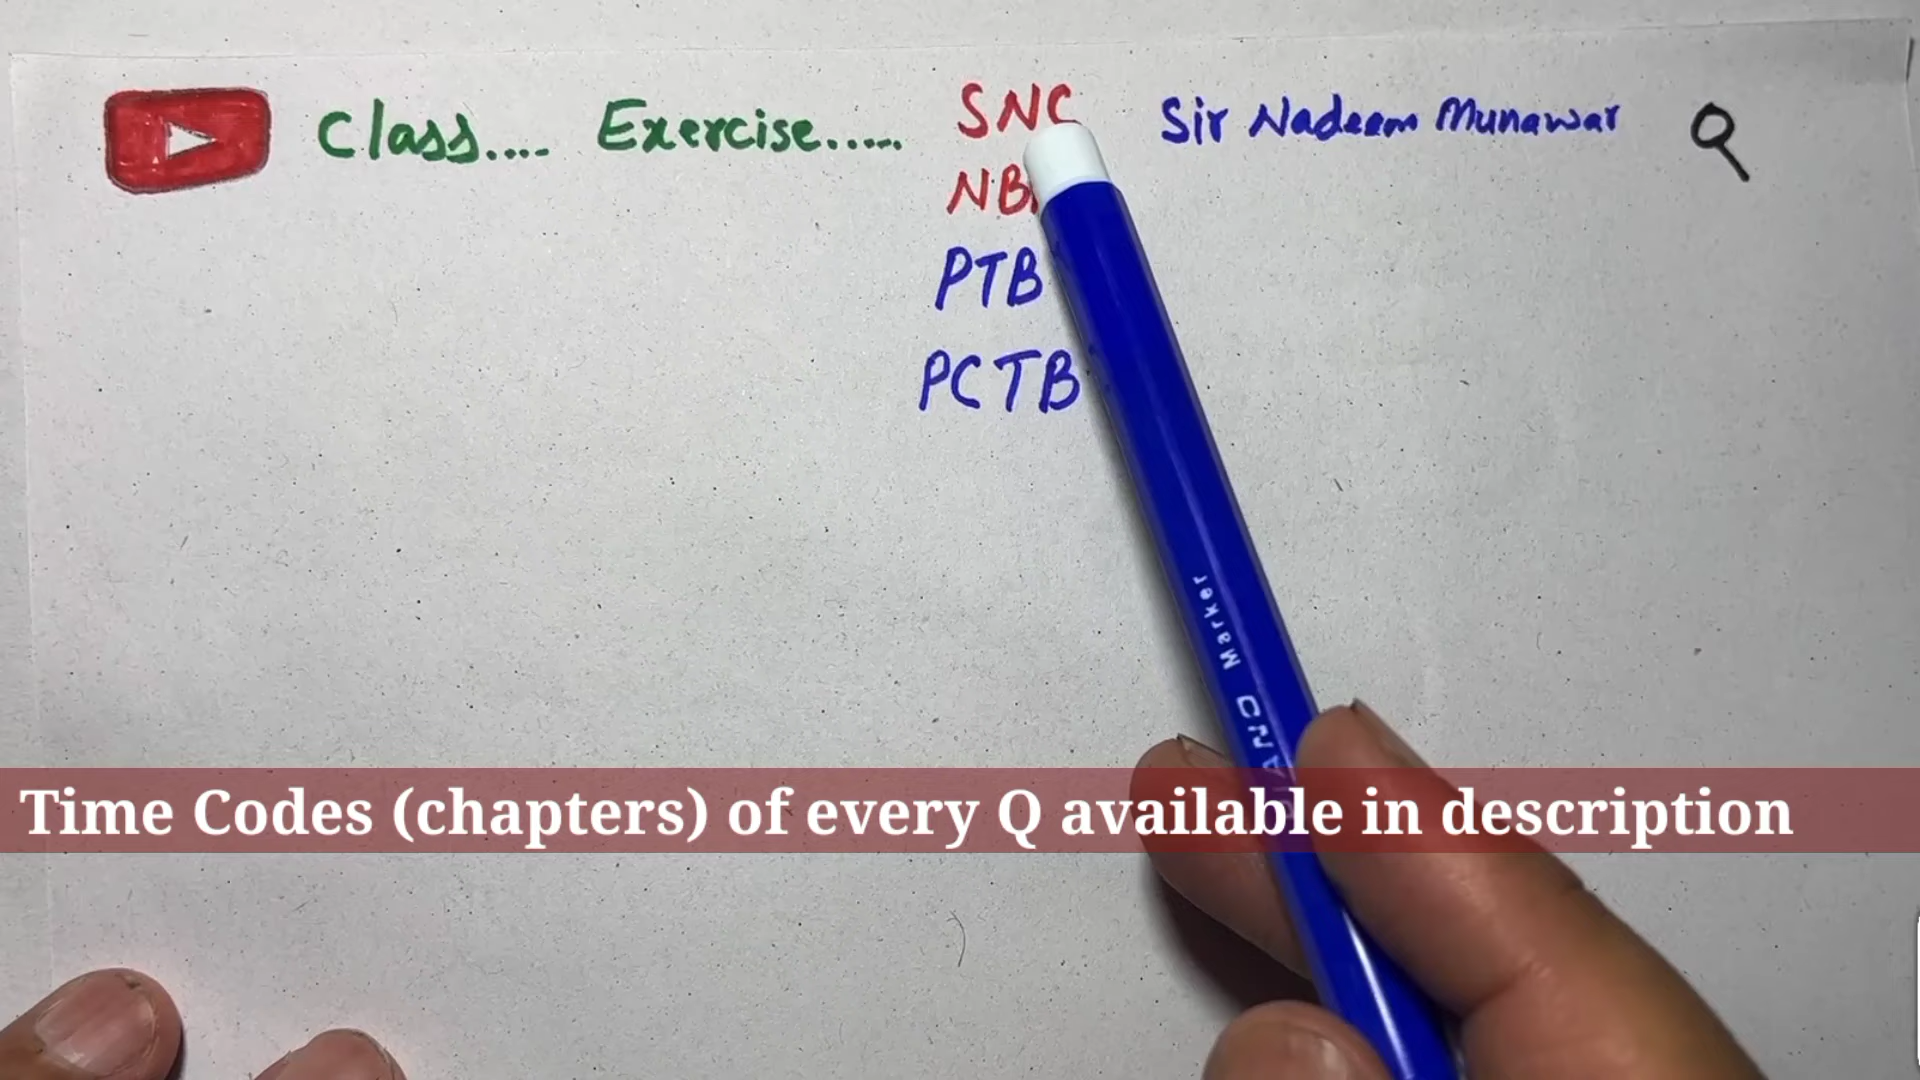 Class.... Exercise..... SNC Sir Nadeem Munawar
PTB
PCTB
Marker
Time Codes (chapters) of every Q available in description